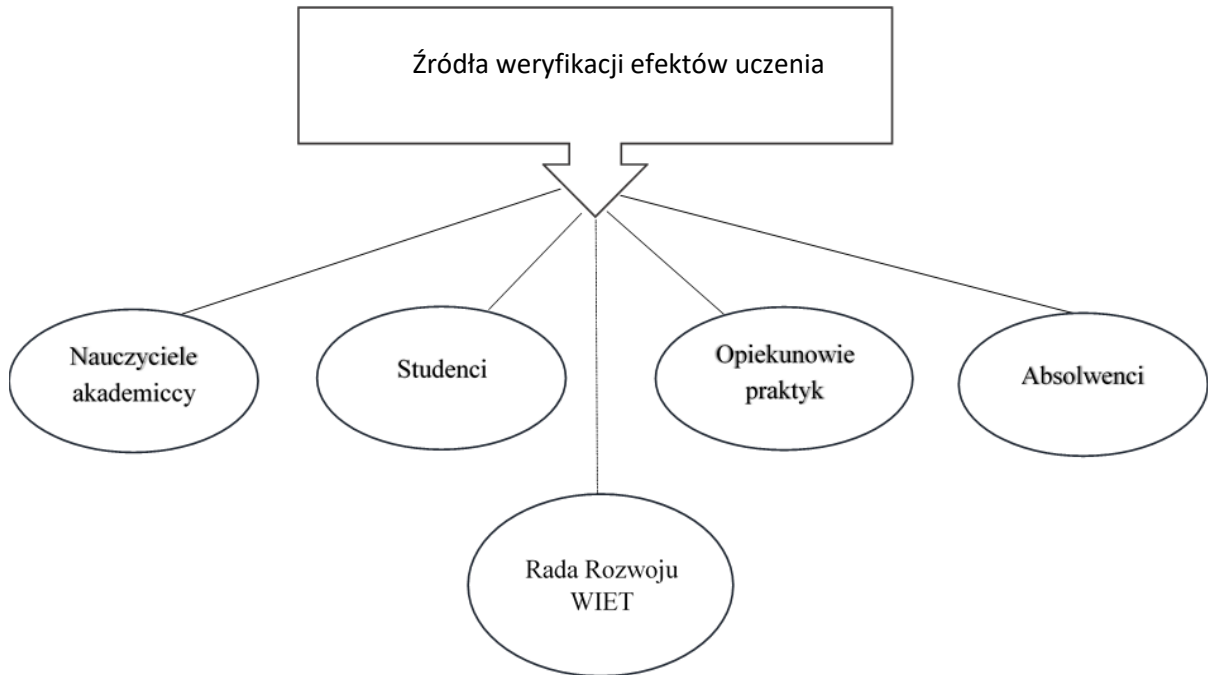 Źródła weryfikacji efektów uczenia
Nauczyciele
akademiccy
Studenci
Opiekunowie
praktyk
Absolwenci
Rada Rozwoju
WIET